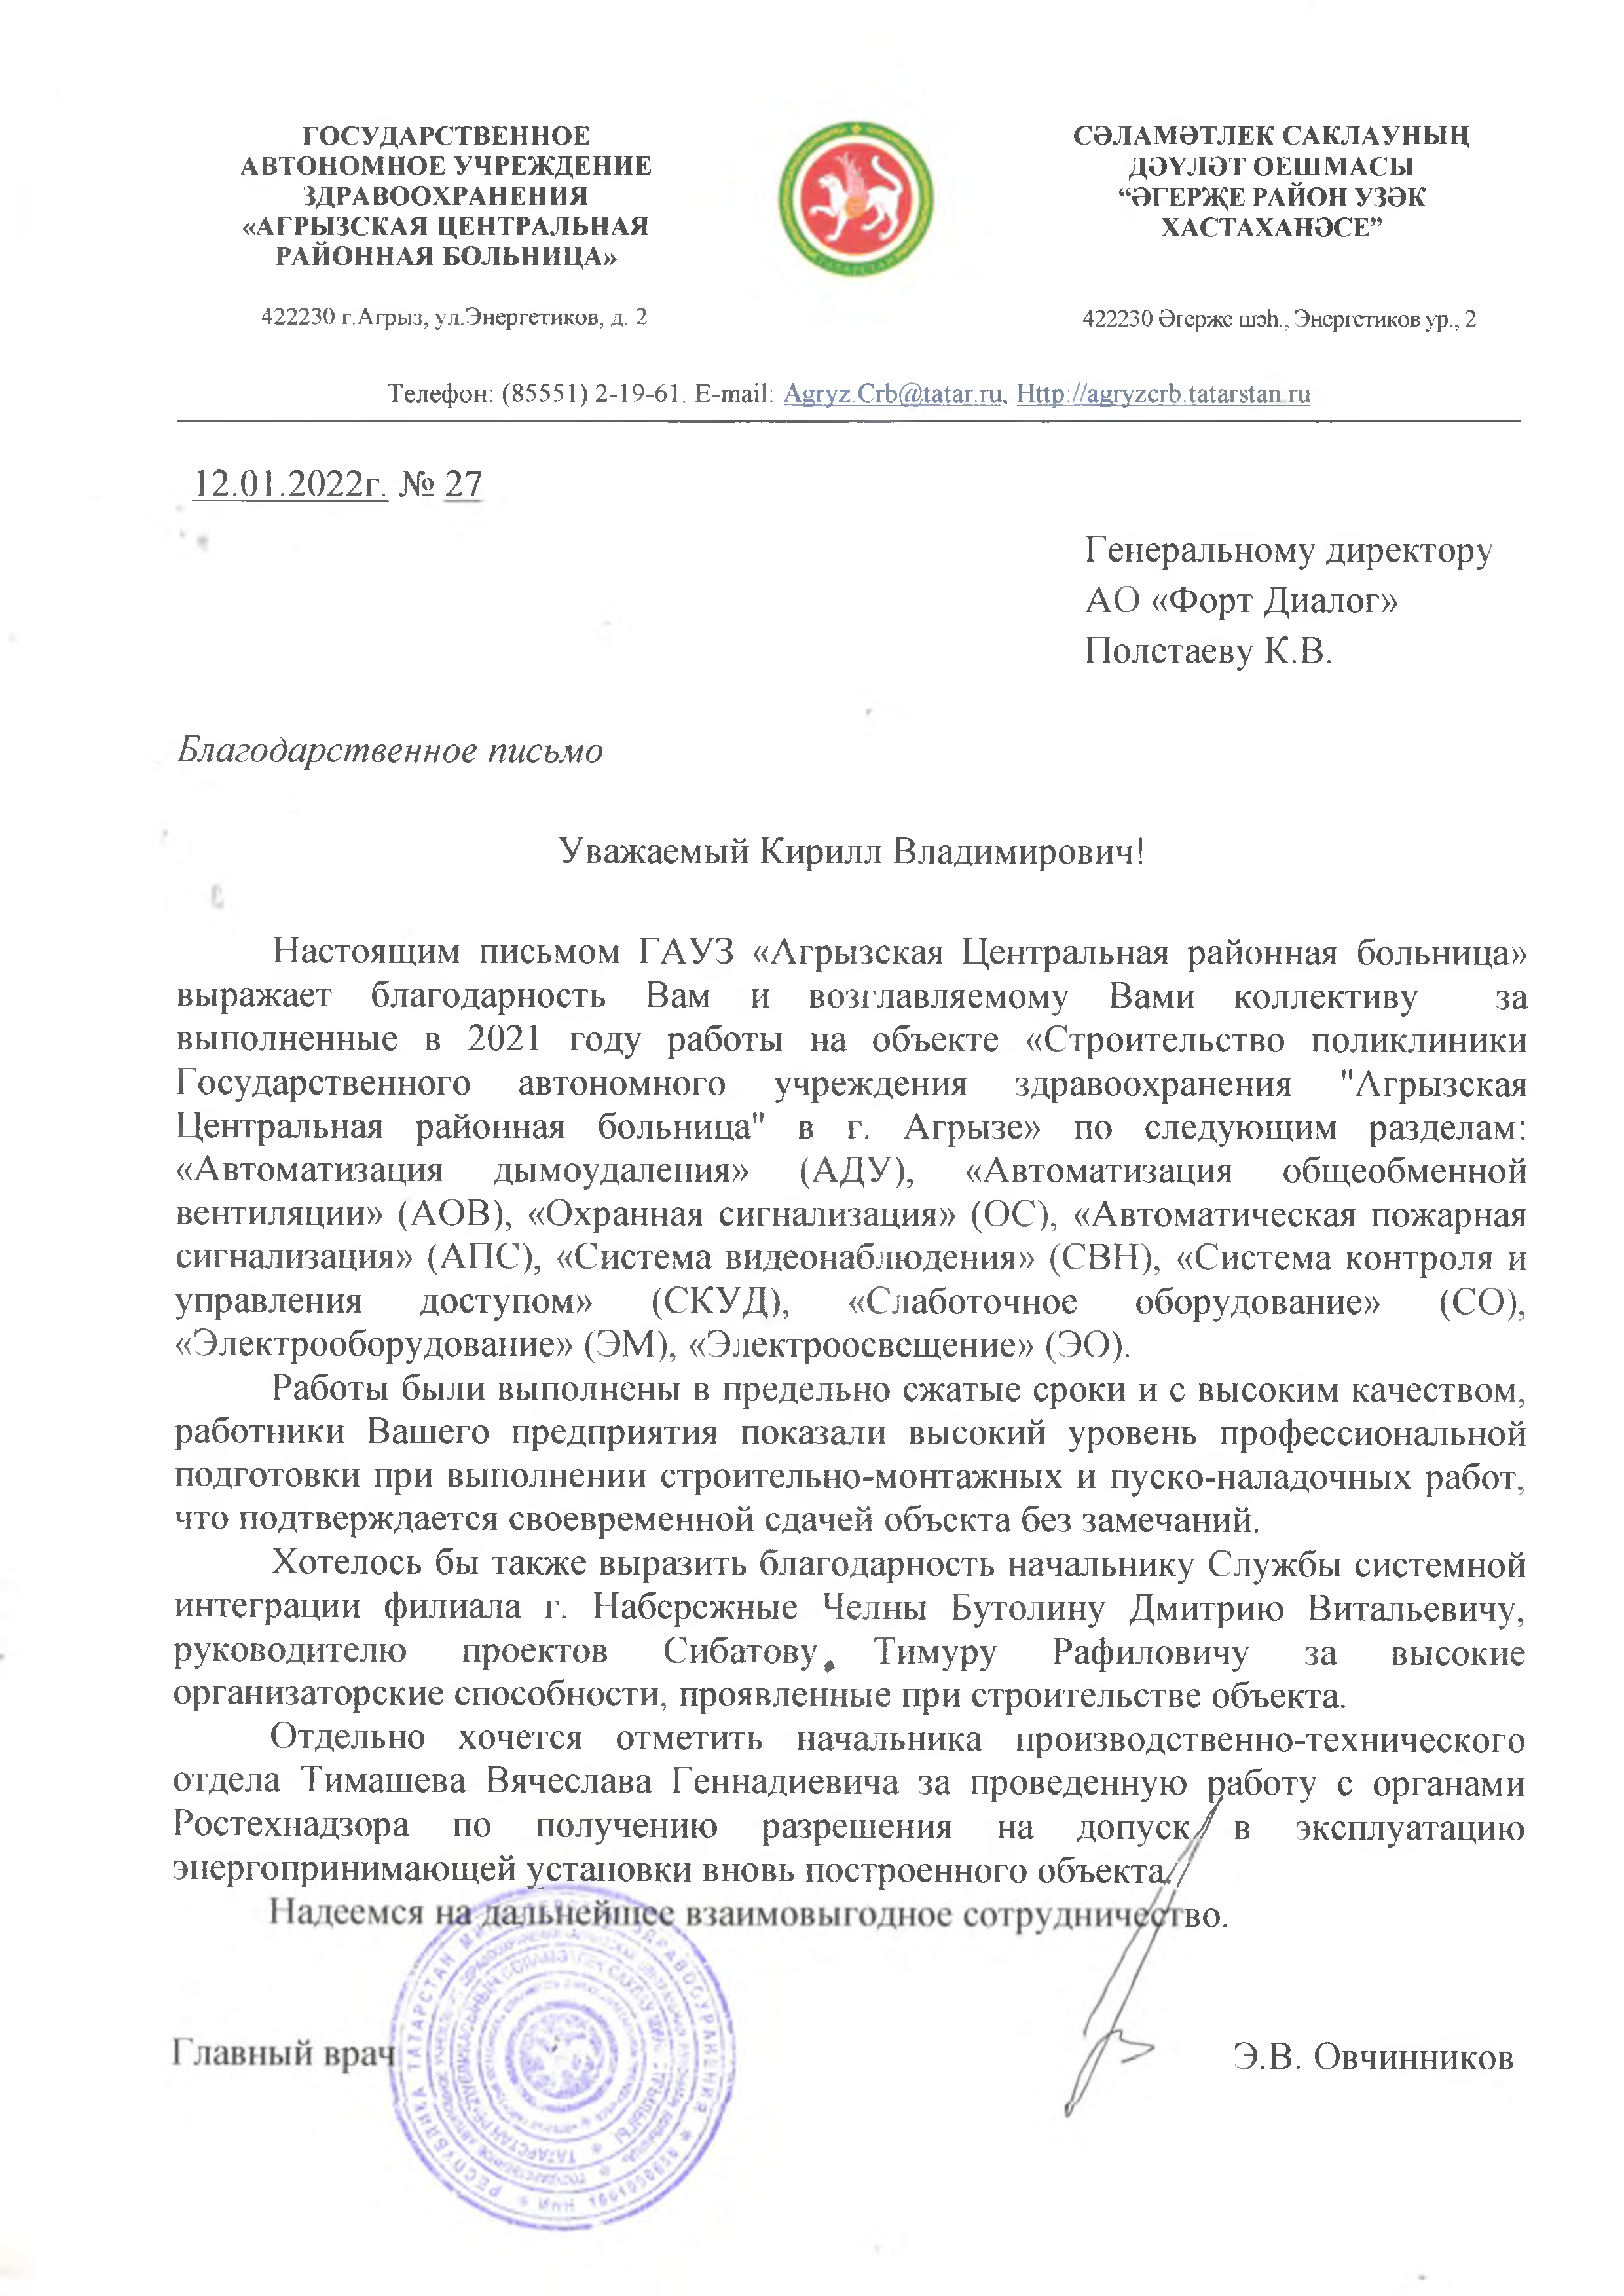 ГОСУДАРСТВЕННОЕ
АВТОНОМНОЕ УЧРЕЖДЕНИЕ
ЗДРАВООХРАНЕНИЯ
«АГРЫЗСКАЯ ЦЕНТРАЛЬНАЯ
РАЙОННАЯ БОЛЬНИЦА»
422230 г.Агрыз, ул.Энергетиков, д. 2
ТАТАРСТАН
СӘЛАМӘТЛЕК САКЛАУНЫҢ
ДӘҮЛӘТ ОЕШМАСЫ
“ӘГЕРҖЕ РАЙОН УЗӘК
ХАСТАХАНӘСЕ”
422230 Әгерже шәһ., Энергетиков ур., 2
Телефон: (85551) 2-19-61. E-mail: Agryz.Crb@tatar.ru, Http://agryzcrb.tatarstan.ru
12.01.2022г. № 27
Генеральному директору
АО «Форт Диалог»
Полетаеву К.В.
Благодарственное письмо
Уважаемый Кирилл Владимирович!
Настоящим письмом ГАУЗ «Агрызская Центральная районная больница»
выражает благодарность Вам и возглавляемому Вами коллективу за
выполненные в 2021 году работы на объекте «Строительство поликлиники
Государственного автономного учреждения здравоохранения "Агрызская
Центральная районная больница" в г. Агрызе» по следующим разделам:
«Автоматизация дымоудаления» (АДУ), «Автоматизация общеобменной
вентиляции» (АОВ), «Охранная сигнализация» (ОС), «Автоматическая пожарная
сигнализация» (АПС), «Система видеонаблюдения» (СВН), «Система контроля и
управления доступом» (СКУД), «Слаботочное оборудование» (СО),
«Электрооборудование» (ЭМ), «Электроосвещение» (ЭО).
Работы были выполнены в предельно сжатые сроки и с высоким качеством,
работники Вашего предприятия показали высокий уровень профессиональной
подготовки при выполнении строительно-монтажных и пуско-наладочных работ,
что подтверждается своевременной сдачей объекта без замечаний.
Хотелось бы также выразить благодарность начальнику Службы системной
интеграции филиала г. Набережные Челны Бутолину Дмитрию Витальевичу,
руководителю проектов Сибатову Тимуру Рафиловичу за высокие
организаторские способности, проявленные при строительстве объекта.
Отдельно хочется отметить начальника производственно-технического
отдела Тимашева Вячеслава Геннадиевича за проведенную работу с органами
Ростехнадзора по получению разрешения на допуск в эксплуатацию
энергопринимающей установки вновь построенного объекта.
Надеемся на дальнейшее взаимовыгодное сотрудничество.
Главный врач
Э.В. Овчинников
РЕСПУБЛИКА ТАТАРСТАН МИНИСТЕРСТВО ЗДРАВООХРАНЕНИЯ